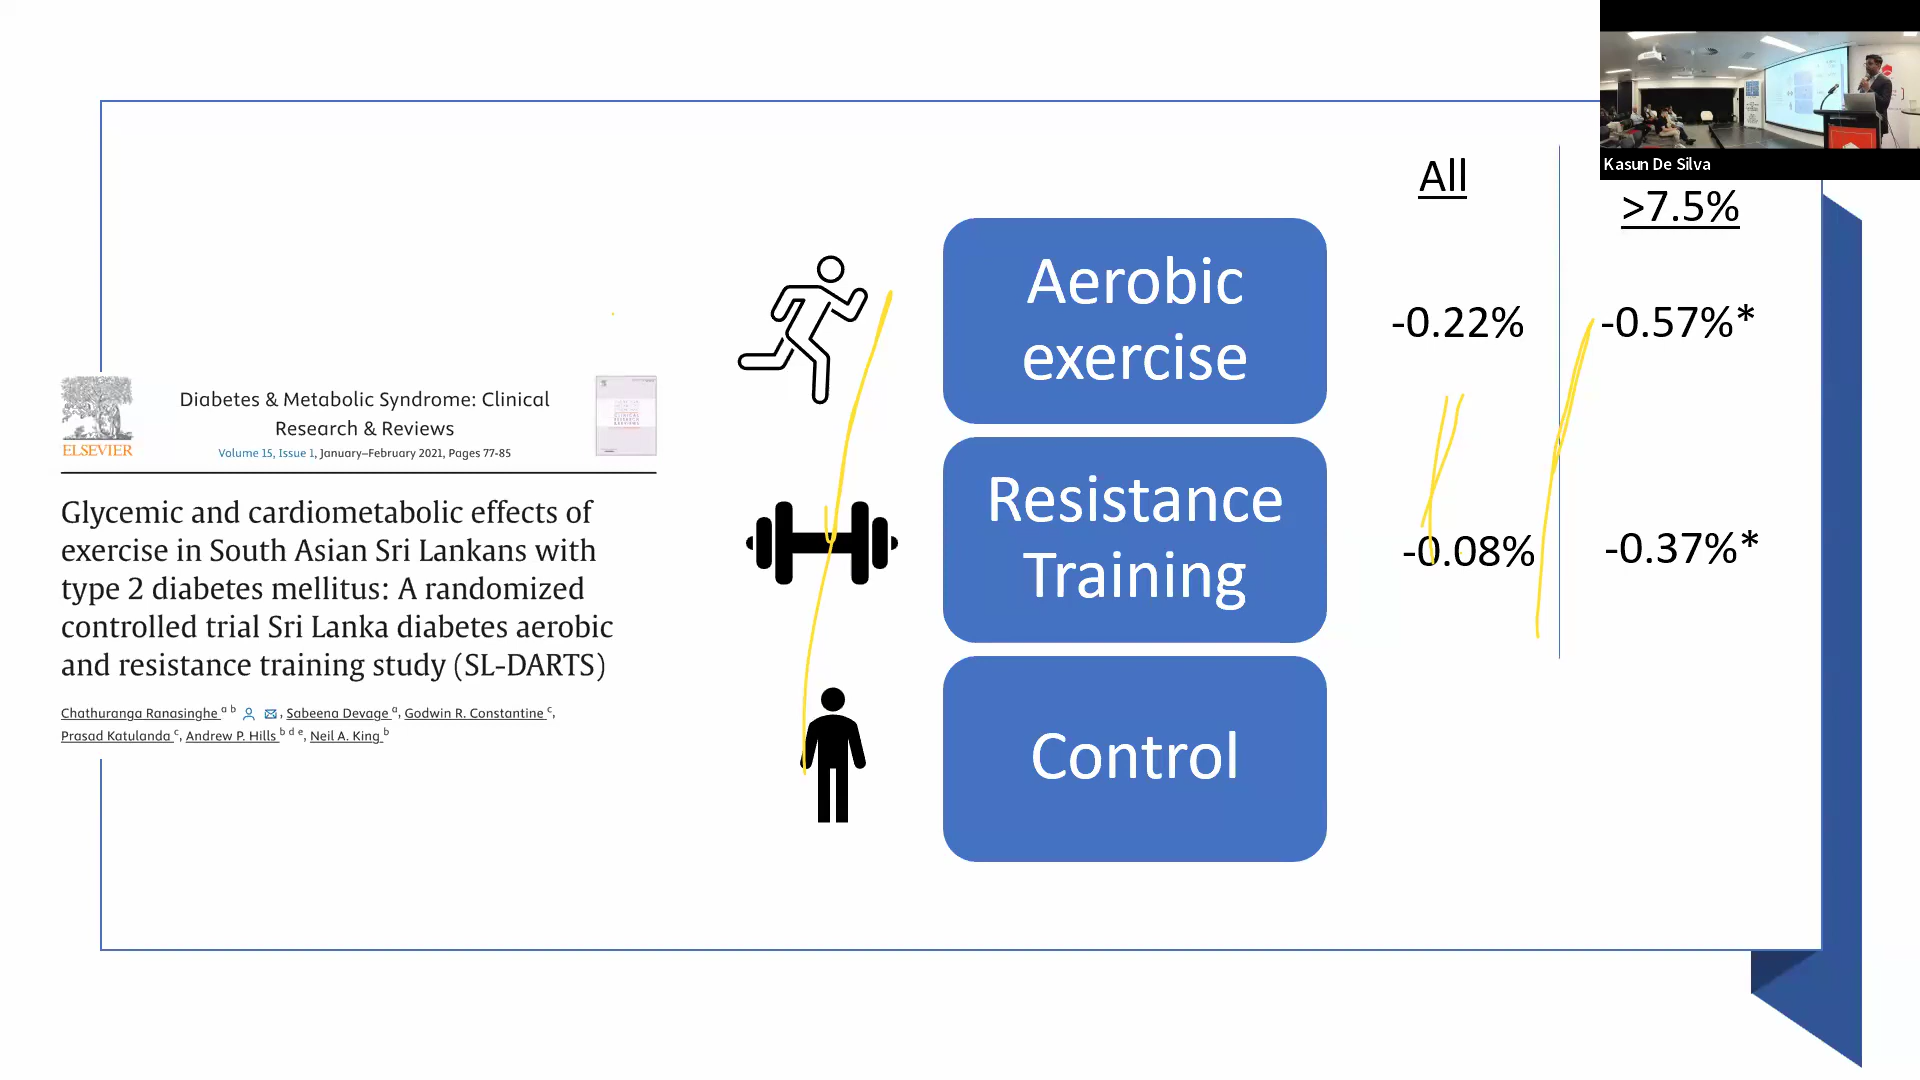 Kasun De Silva
All
>7.5%
Aerobic
exercise
-0.22%
-0.57%*
Resistance
Training
-0.08%
-0.37%*
Control
ELSEVIER
Diabetes & Metabolic Syndrome: Clinical
Research & Reviews
Volume 15, Issue 1, January–February 2021, Pages 77-85
Glycemic and cardiometabolic effects of
exercise in South Asian Sri Lankans with
type 2 diabetes mellitus: A randomized
controlled trial Sri Lanka diabetes aerobic
and resistance training study (SL-DARTS)
Chathuranga Ranasinghe a b, Sabeena Devage a, Godwin R. Constantine c,
Prasad Katulanda c, Andrew P. Hills b d e, Neil A. King b